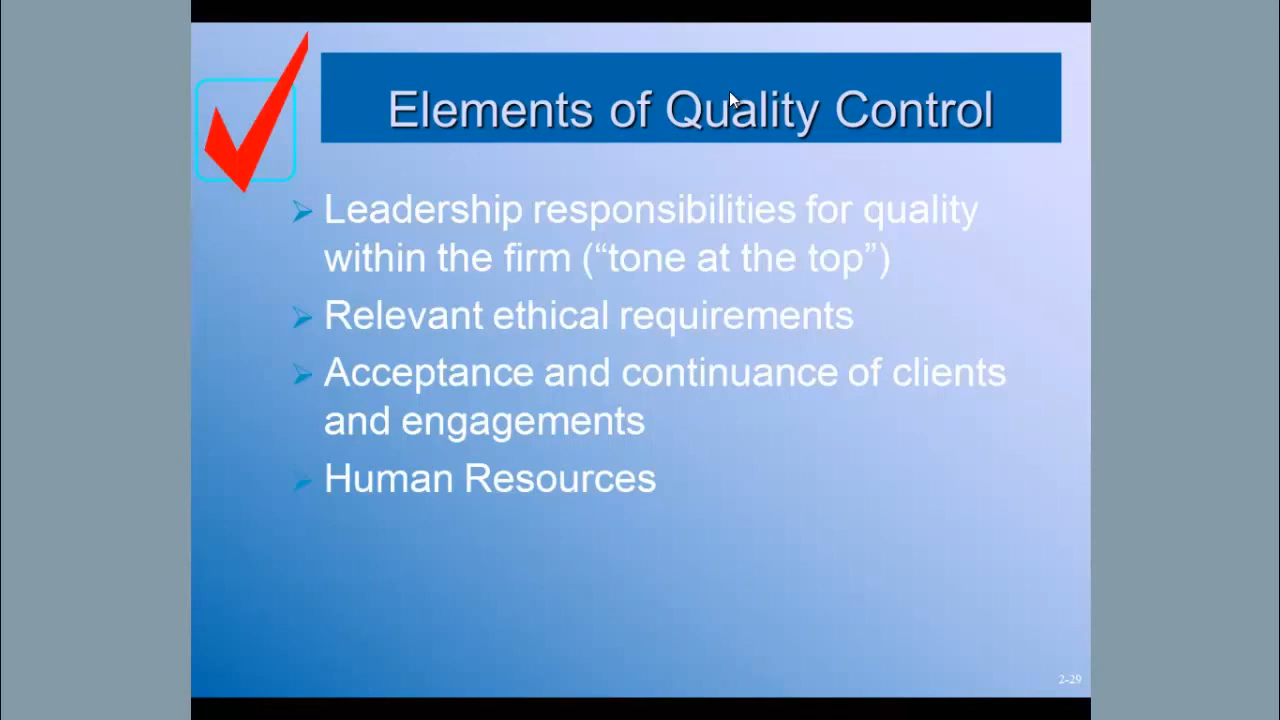 Elements of Quality Control
Leadership responsibilities for quality
within the firm (“tone at the top”)
Relevant ethical requirements
Acceptance and continuance of clients
and engagements
Human Resources
2-29